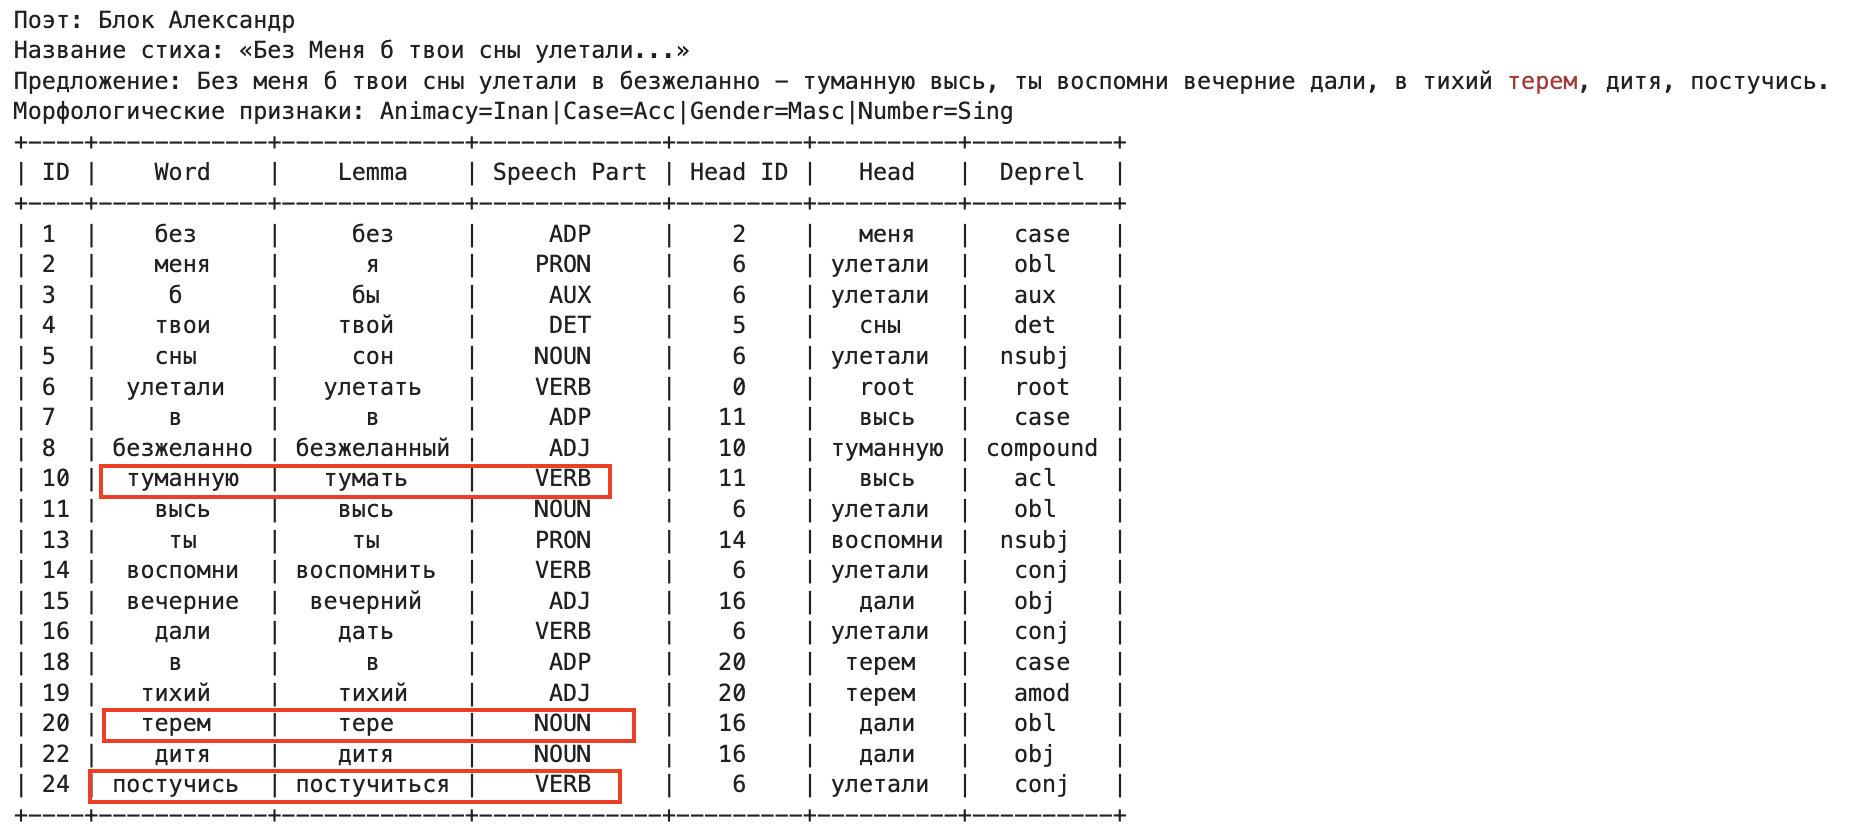 Поэт: Блок Александр
Название стиха: «Без Меня б твои сны улетали...»
Предложение: Без меня б твои сны улетали в безжеланно – туманную высь, ты воспомни вечерние дали, в тихий терем, дитя, постучись.
Морфологические признаки: Animacy=Inan|Case=Acc|Gender=Masc|Number=Sing
+----+------------+-------------+-------------+---------+----------+----------+
| ID | Word | Lemma | Speech Part | Head ID | Head | Deprel |
+----+------------+-------------+-------------+---------+----------+----------+
| 1 | без | без | ADP | 2 | меня | case |
| 2 | меня | я | PRON | 6 | улетали | obl |
| 3 | б | бы | AUX | 6 | улетали | aux |
| 4 | твои | твой | DET | 5 | сны | det |
| 5 | сны | сон | NOUN | 6 | улетали | nsubj |
| 6 | улетали | улетать | VERB | 0 | root | root |
| 7 | в | в | ADP | 11 | высь | case |
| 8 | безжеланно | безжеланный | ADJ | 10 | туманную | compound |
| 10 | туманную | тумать | VERB | 11 | высь | acl |
| 11 | высь | высь | NOUN | 6 | улетали | obl |
| 13 | ты | ты | PRON | 14 | воспомни | nsubj |
| 14 | воспомни | воспомнить | VERB | 6 | улетали | conj |
| 15 | вечерние | вечерний | ADJ | 16 | дали | obj |
| 16 | дали | дать | VERB | 6 | улетали | conj |
| 18 | в | в | ADP | 20 | терем | case |
| 19 | тихий | тихий | ADJ | 20 | терем | amod |
| 20 | терем | тере | NOUN | 16 | дали | obl |
| 22 | дитя | дитя | NOUN | 16 | дали | obj |
| 24 | постучись | постучиться | VERB | 6 | улетали | conj |
+----+------------+-------------+-------------+---------+----------+----------+